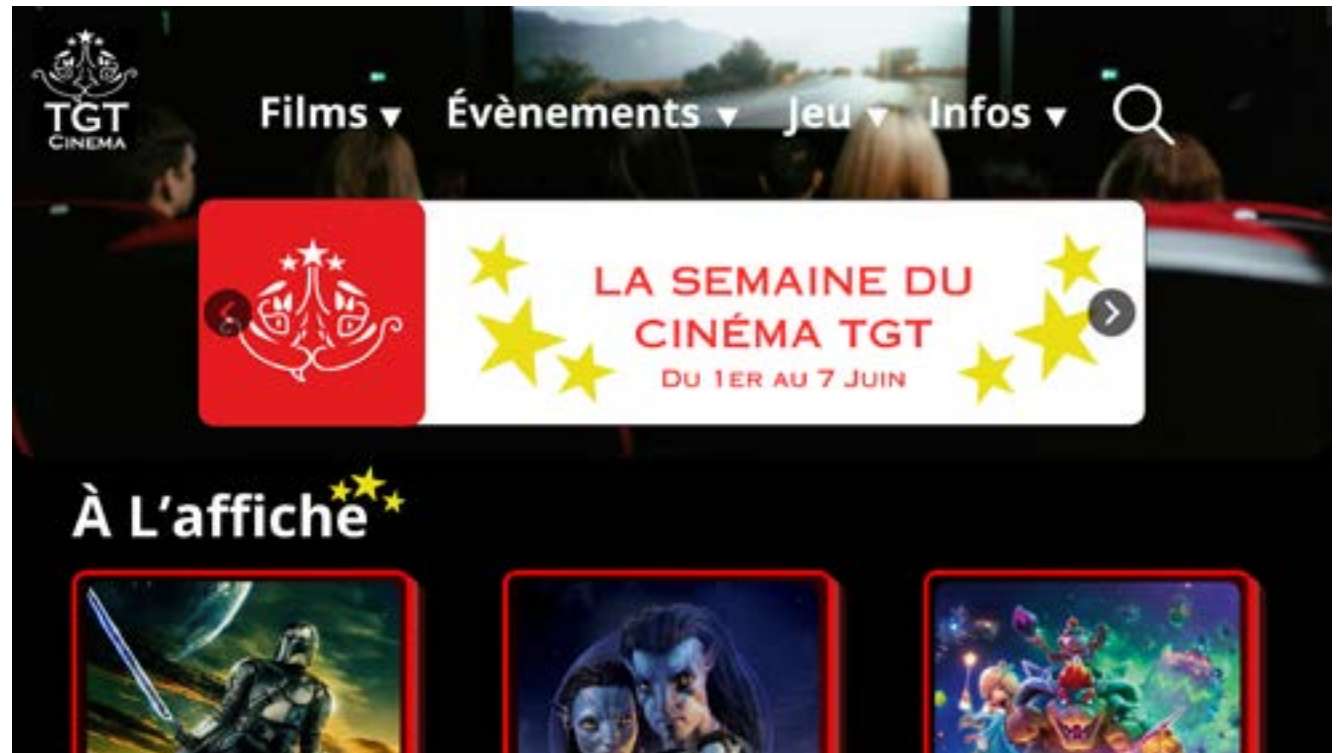 TGT
CINEMA
Films ▼ Évènements ▼ Jeu ▼ Infos ▼
LA SEMAINE DU
CINÉMA TGT
DU 1ER AU 7 JUIN
À L’affiche